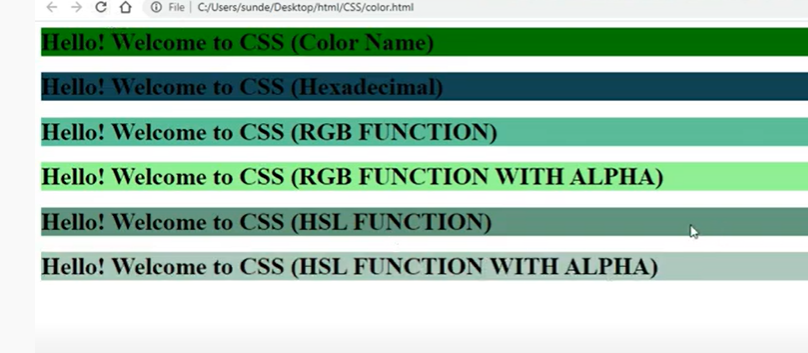 File | C:/Users/sunde/Desktop/html/CSS/color.html
Hello! Welcome to CSS (Color Name)
Hello! Welcome to CSS (Hexadecimal)
Hello! Welcome to CSS (RGB FUNCTION)
Hello! Welcome to CSS (RGB FUNCTION WITH ALPHA)
Hello! Welcome to CSS (HSL FUNCTION)
Hello! Welcome to CSS (HSL FUNCTION WITH ALPHA)